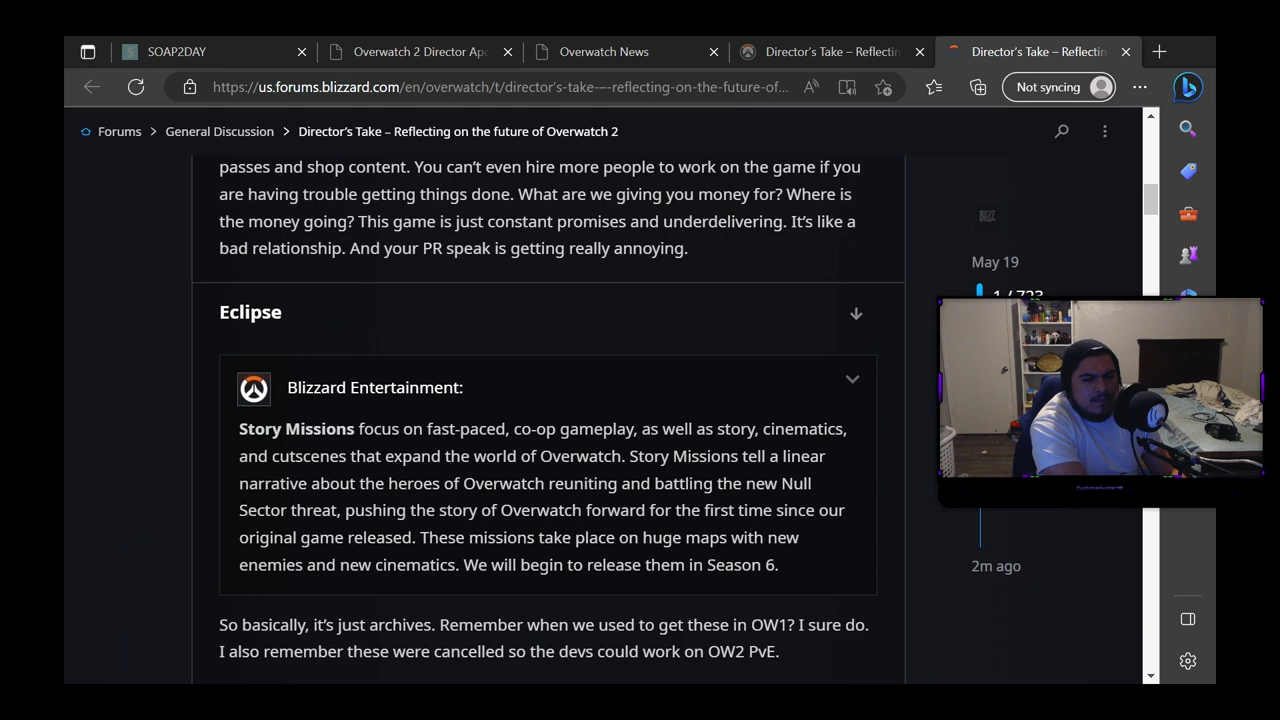 SOAP2DAY
Overwatch 2 Director Apo
Overwatch News
Director's Take – Reflectin
Director's Take – Reflectin
https://us.forums.blizzard.com/en/overwatch/t/director's-take-–-reflecting-on-the-future-of...
Not syncing
Forums > General Discussion > Director's Take – Reflecting on the future of Overwatch 2
passes and shop content. You can't even hire more people to work on the game if you
are having trouble getting things done. What are we giving you money for? Where is
the money going? This game is just constant promises and underdelivering. It's like a
bad relationship. And your PR speak is getting really annoying.
BLIZZ
May 19
1 / 723
Eclipse
Blizzard Entertainment:
Story Missions focus on fast-paced, co-op gameplay, as well as story, cinematics,
and cutscenes that expand the world of Overwatch. Story Missions tell a linear
narrative about the heroes of Overwatch reuniting and battling the new Null
Sector threat, pushing the story of Overwatch forward for the first time since our
original game released. These missions take place on huge maps with new
enemies and new cinematics. We will begin to release them in Season 6.
2m ago
So basically, it's just archives. Remember when we used to get these in OW1? I sure do.
I also remember these were cancelled so the devs could work on OW2 PvE.